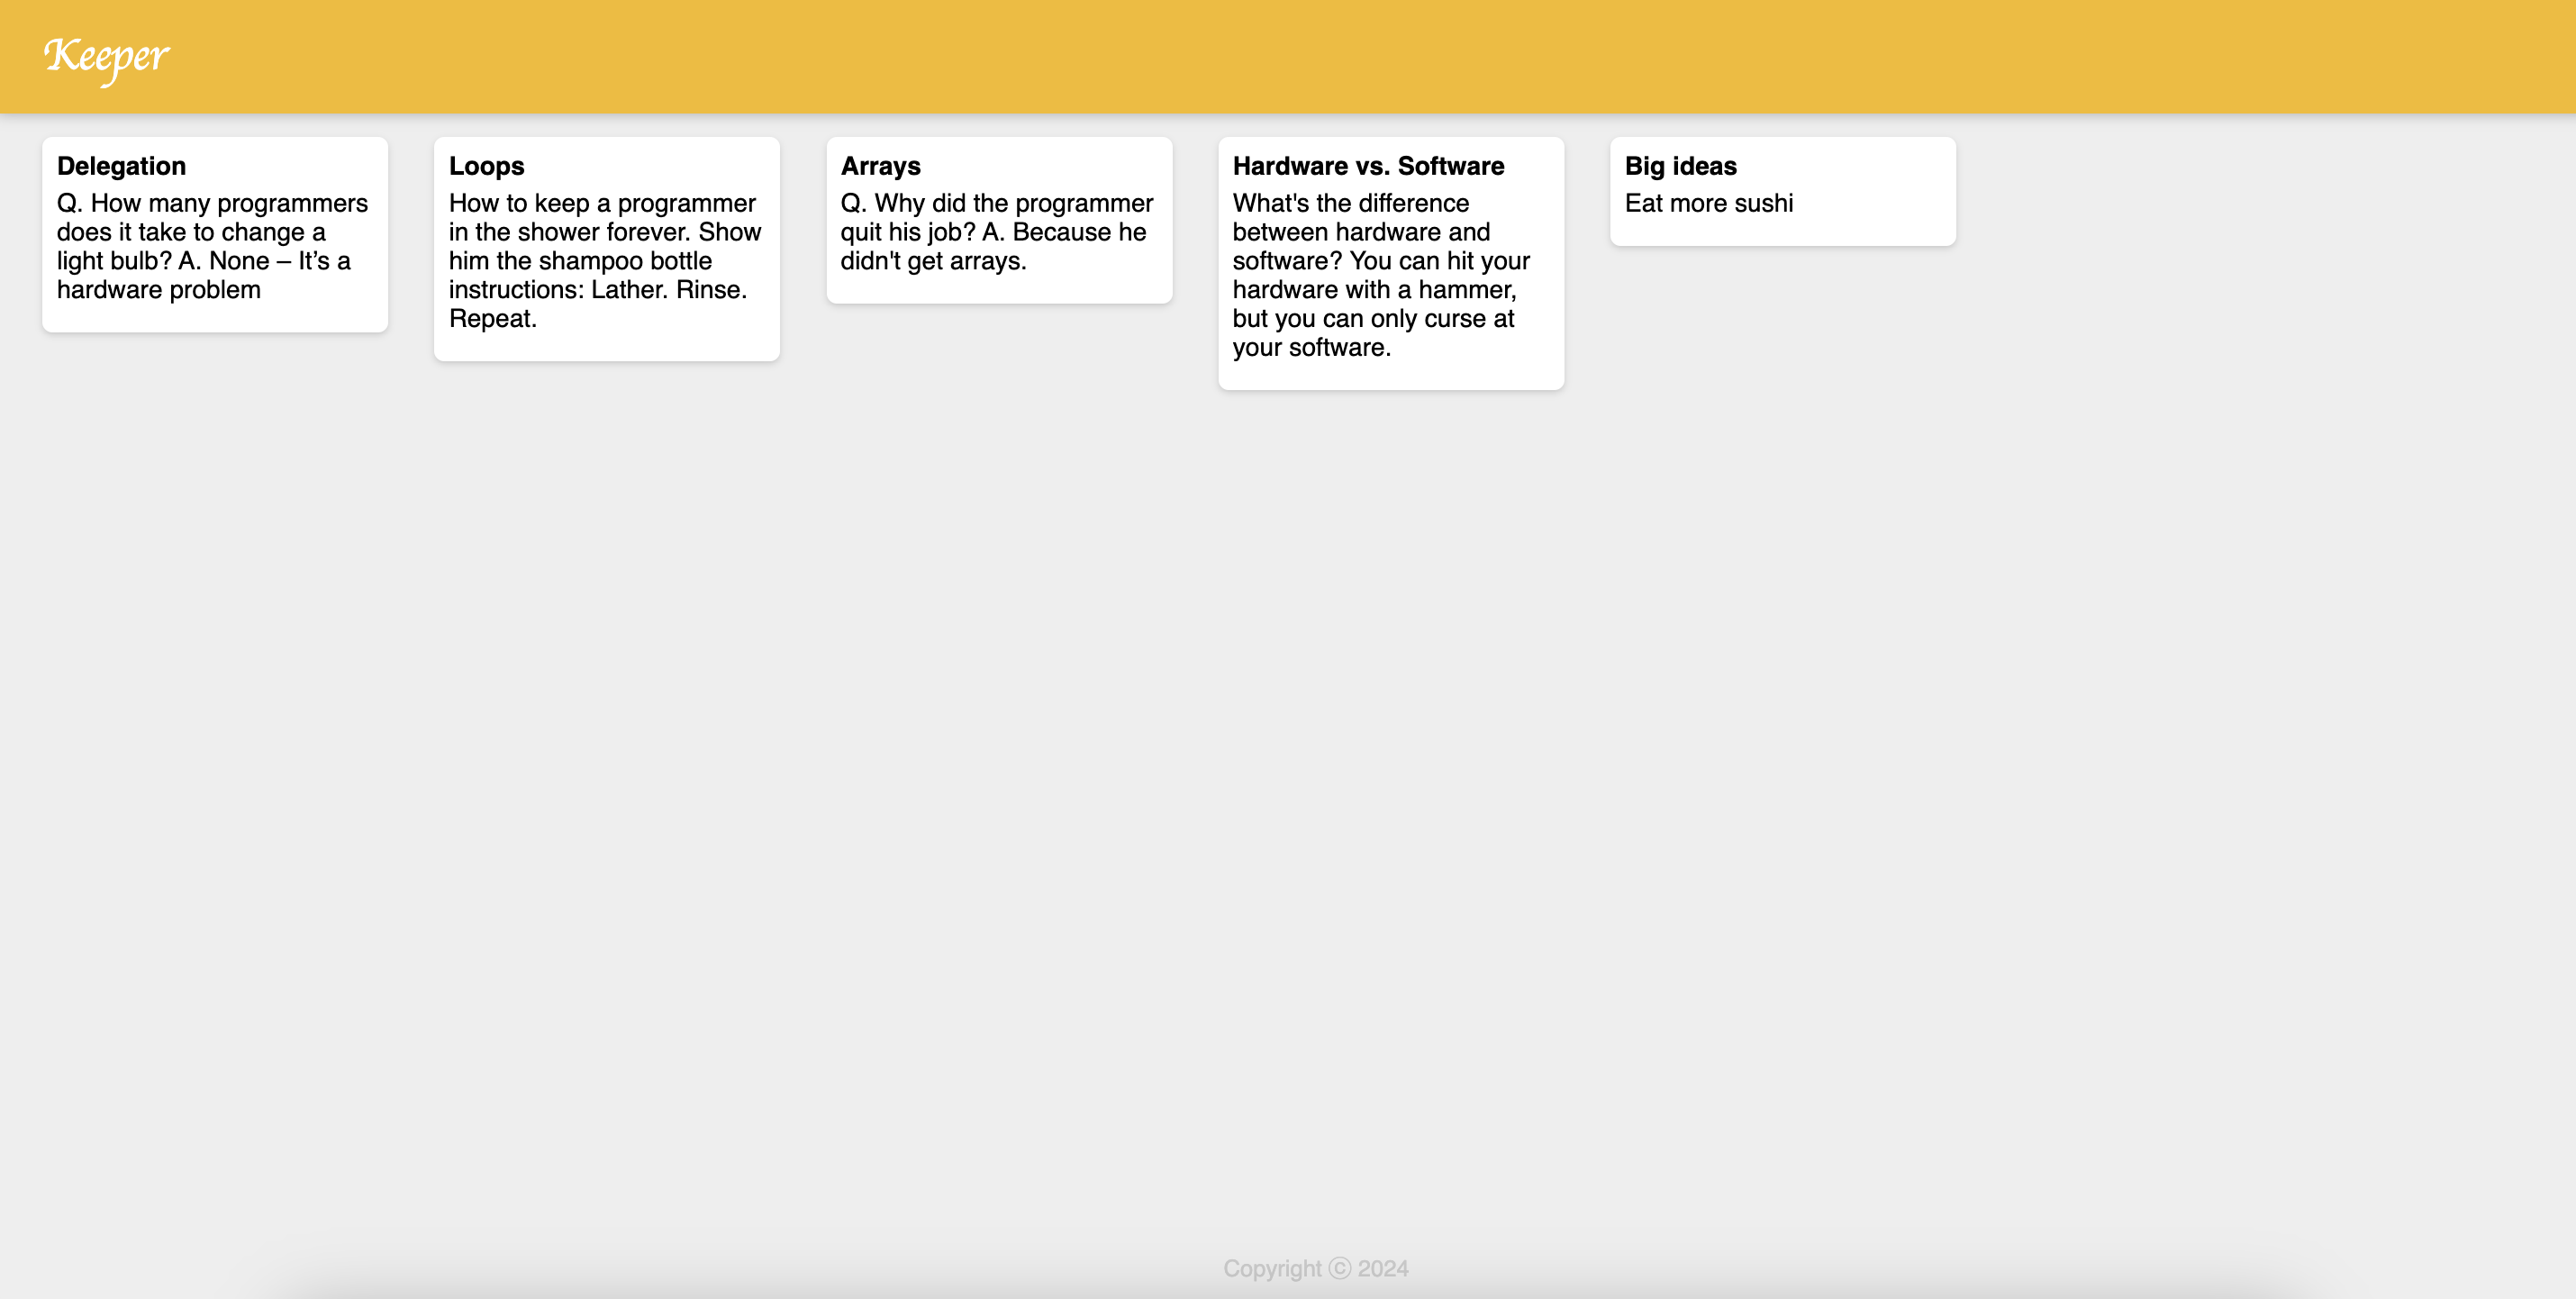 Keeper
Delegation
Q. How many programmers
does it take to change a
light bulb? A. None – It’s a
hardware problem
Loops
How to keep a programmer
in the shower forever. Show
him the shampoo bottle
instructions: Lather. Rinse.
Repeat.
Arrays
Q. Why did the programmer
quit his job? A. Because he
didn't get arrays.
Hardware vs. Software
What's the difference
between hardware and
software? You can hit your
hardware with a hammer,
but you can only curse at
your software.
Big ideas
Eat more sushi
Copyright ⓒ 2024